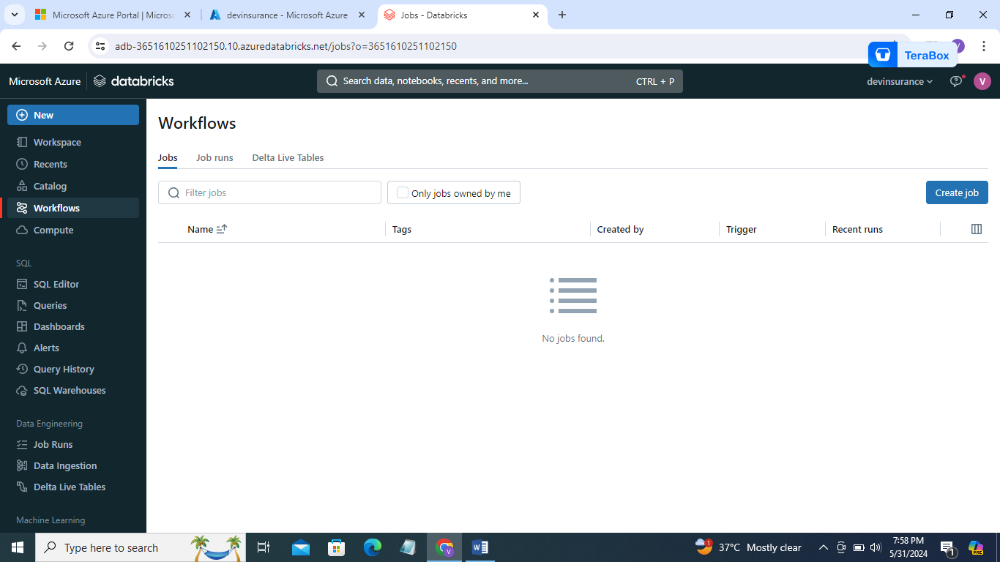 Microsoft Azure Portal | Microso
devinsurance - Microsoft Azure
Jobs - Databricks
adb-3651610251102150.10.azuredatabricks.net/jobs?o=3651610251102150
TeraBox
Microsoft Azure
databricks
Search data, notebooks, recents, and more...
CTRL + P
devinsurance
V
New
Workspace
Recents
Catalog
Workflows
Compute
SQL
SQL Editor
Queries
Dashboards
Alerts
Query History
SQL Warehouses
Data Engineering
Job Runs
Data Ingestion
Delta Live Tables
Machine Learning
Workflows
Jobs
Job runs
Delta Live Tables
Filter jobs
Only jobs owned by me
Create job
Name
Tags
Created by
Trigger
Recent runs
No jobs found.
Type here to search
V
1
37°C Mostly clear
7:58 PM
5/31/2024
1
PRE